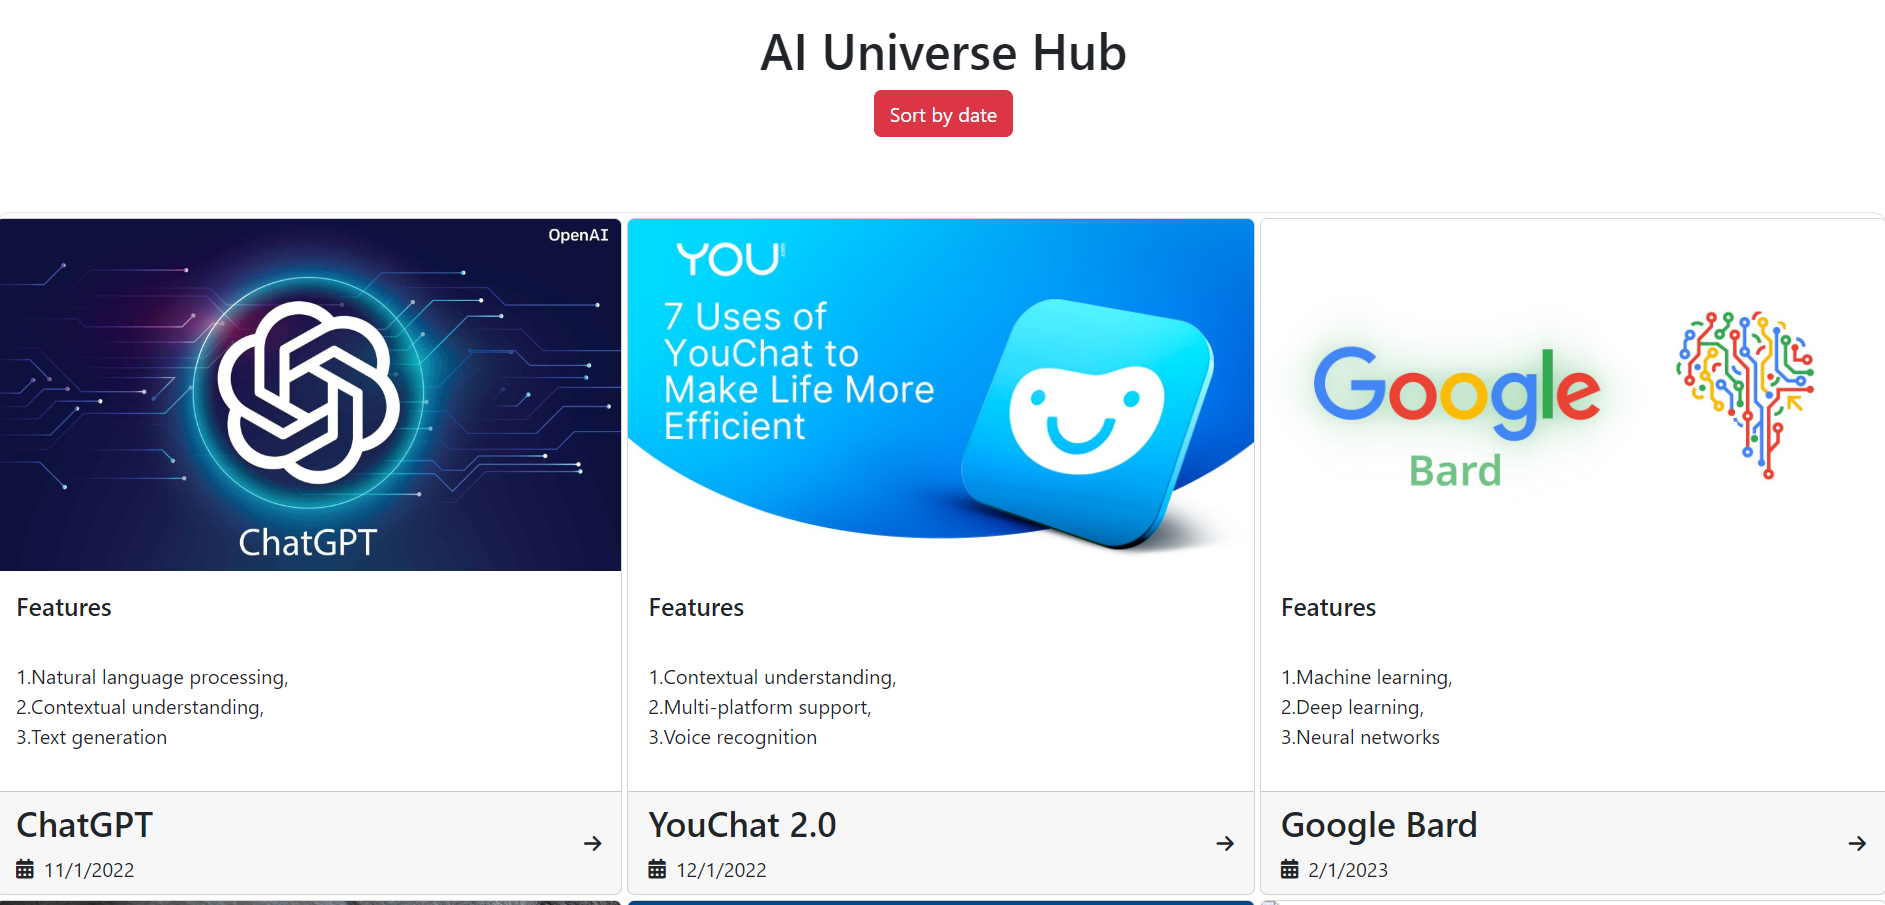 AI Universe Hub
Sort by date
OpenAI
ChatGPT
Features
1.Natural language processing,
2.Contextual understanding,
3.Text generation
ChatGPT
11/1/2022
YOU
7 Uses of
YouChat to
Make Life More
Efficient
Features
1.Contextual understanding,
2.Multi-platform support,
3.Voice recognition
YouChat 2.0
12/1/2022
Google
Bard
Features
1.Machine learning,
2.Deep learning,
3.Neural networks
Google Bard
2/1/2023